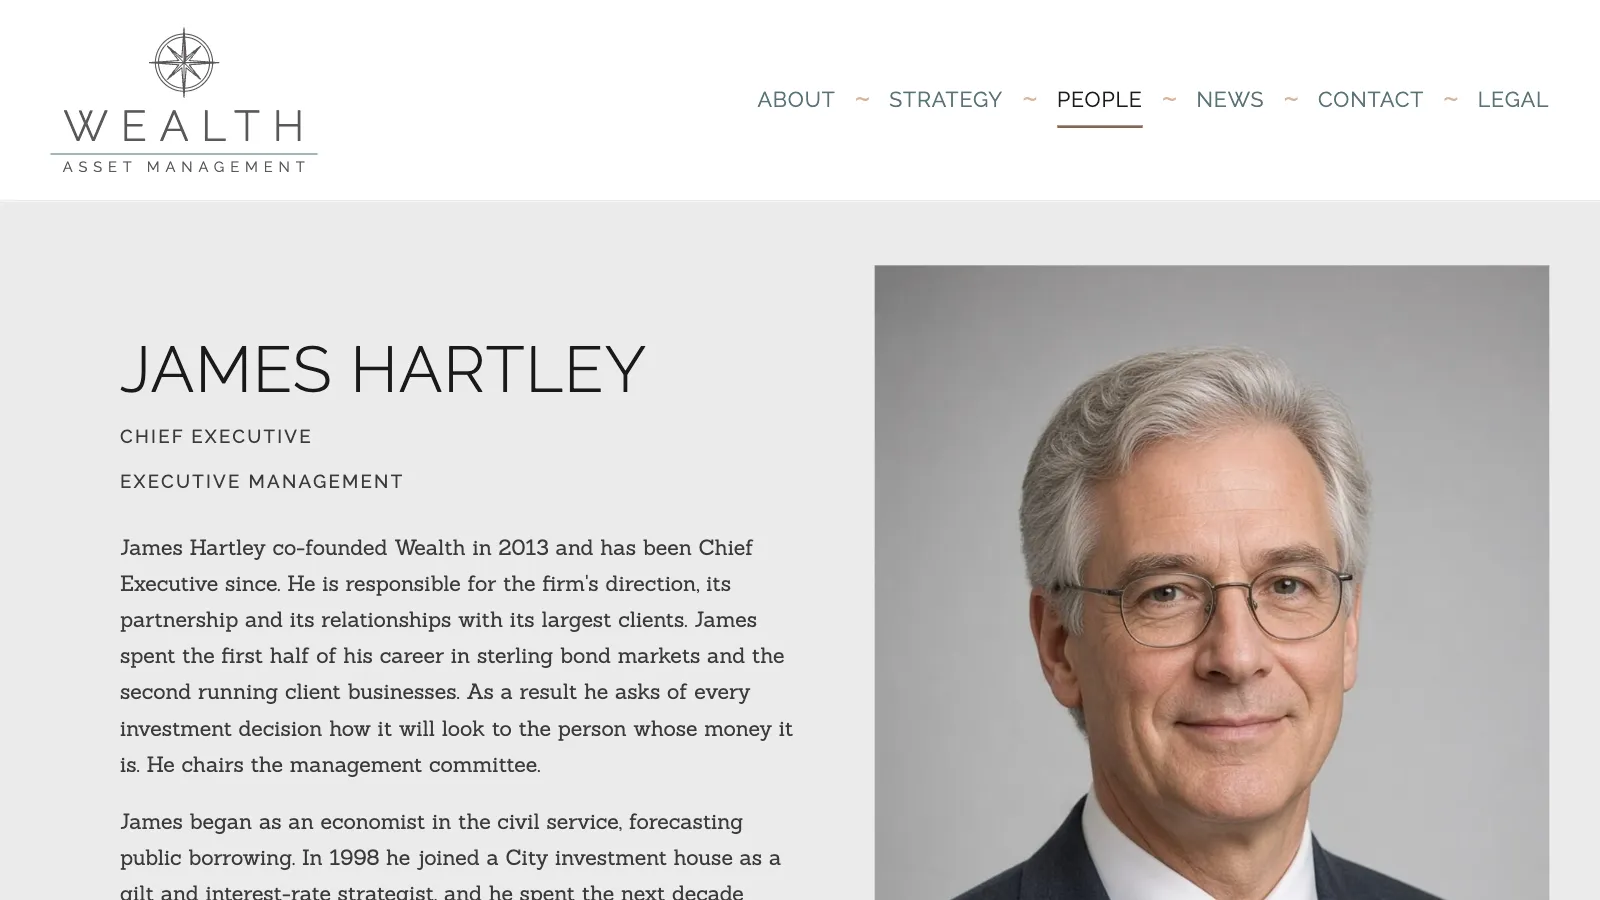 WEALTH
ASSET MANAGEMENT
ABOUT ~ STRATEGY ~ PEOPLE ~ NEWS ~ CONTACT ~ LEGAL
JAMES HARTLEY
CHIEF EXECUTIVE
EXECUTIVE MANAGEMENT
James Hartley co-founded Wealth in 2013 and has been Chief
Executive since. He is responsible for the firm's direction, its
partnership and its relationships with its largest clients. James
spent the first half of his career in sterling bond markets and the
second running client businesses. As a result he asks of every
investment decision how it will look to the person whose money it
is. He chairs the management committee.
James began as an economist in the civil service, forecasting
public borrowing. In 1998 he joined a City investment house as a
gilt and interest-rate strategist, and he spent the next decade